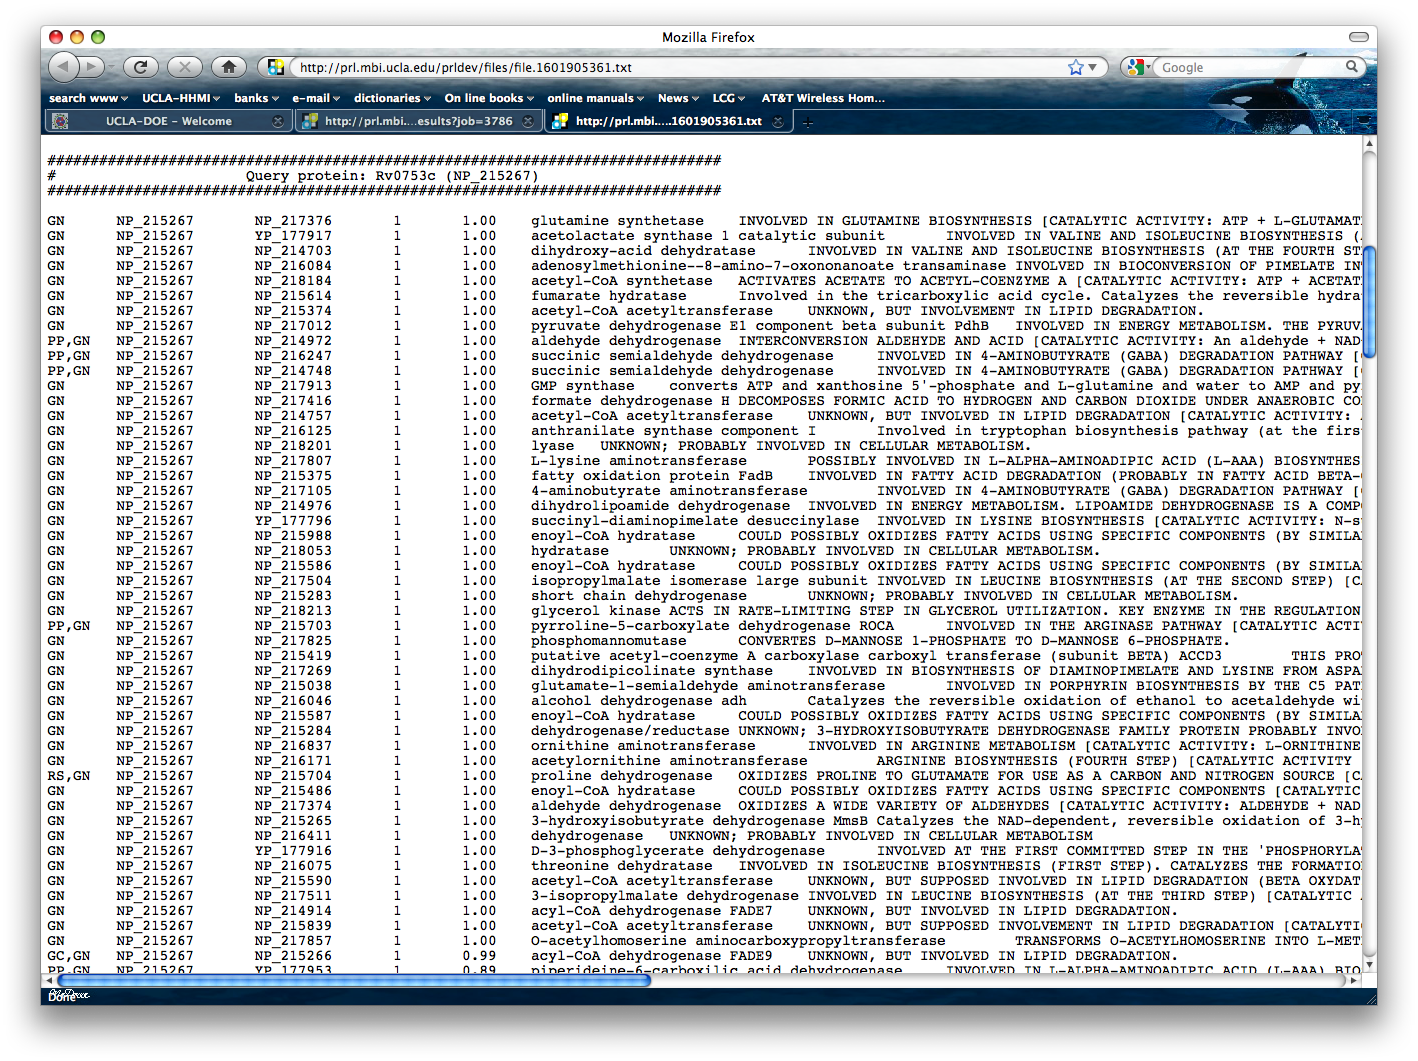 Mozilla Firefox
http://prl.mbi.ucla.edu/prldev/files/file.1601905361.txt
Google
search www UCLA-HHMI banks e-mail dictionaries On line books online manuals News LCG AT&T Wireless Hom...
UCLA-DOE - Welcome http://prl.mbi....esults?job=3786 http://prl.mbi.....1601905361.txt
##############################################################################
# Query protein: Rv0753c (NP_215267)
##############################################################################
GN NP_215267 NP_217376 1 1.00 glutamine synthetase INVOLVED IN GLUTAMINE BIOSYNTHESIS [CATALYTIC ACTIVITY: ATP + L-GLUTAMAT
GN NP_215267 YP_177917 1 1.00 acetolactate synthase 1 catalytic subunit INVOLVED IN VALINE AND ISOLEUCINE BIOSYNTHESIS (
GN NP_215267 NP_214703 1 1.00 dihydroxy-acid dehydratase INVOLVED IN VALINE AND ISOLEUCINE BIOSYNTHESIS (AT THE FOURTH ST
GN NP_215267 NP_216084 1 1.00 adenosylmethionine--8-amino-7-oxononanoate transaminase INVOLVED IN BIOCONVERSION OF PIMELATE IN
GN NP_215267 NP_218184 1 1.00 acetyl-CoA synthetase ACTIVATES ACETATE TO ACETYL-COENZYME A [CATALYTIC ACTIVITY: ATP + ACETAT
GN NP_215267 NP_215614 1 1.00 fumarate hydratase Involved in the tricarboxylic acid cycle. Catalyzes the reversible hydra
GN NP_215267 NP_215374 1 1.00 acetyl-CoA acetyltransferase UNKNOWN, BUT INVOLVEMENT IN LIPID DEGRADATION.
GN NP_215267 NP_217012 1 1.00 pyruvate dehydrogenase E1 component beta subunit PdhB INVOLVED IN ENERGY METABOLISM. THE PYRUV
PP,GN NP_215267 NP_214972 1 1.00 aldehyde dehydrogenase INTERCONVERSION ALDEHYDE AND ACID [CATALYTIC ACTIVITY: An aldehyde + NAD
PP,GN NP_215267 NP_216247 1 1.00 succinic semialdehyde dehydrogenase INVOLVED IN 4-AMINOBUTYRATE (GABA) DEGRADATION PATHWAY [
PP,GN NP_215267 NP_214748 1 1.00 succinic semialdehyde dehydrogenase INVOLVED IN 4-AMINOBUTYRATE (GABA) DEGRADATION PATHWAY [
GN NP_215267 NP_217913 1 1.00 GMP synthase converts ATP and xanthosine 5'-phosphate and L-glutamine and water to AMP and py
GN NP_215267 NP_217416 1 1.00 formate dehydrogenase H DECOMPOSES FORMIC ACID TO HYDROGEN AND CARBON DIOXIDE UNDER ANAEROBIC CO
GN NP_215267 NP_214757 1 1.00 acetyl-CoA acetyltransferase UNKNOWN, BUT INVOLVED IN LIPID DEGRADATION [CATALYTIC ACTIVITY:
GN NP_215267 NP_216125 1 1.00 anthranilate synthase component I Involved in tryptophan biosynthesis pathway (at the firs
GN NP_215267 NP_218201 1 1.00 lyase UNKNOWN; PROBABLY INVOLVED IN CELLULAR METABOLISM.
GN NP_215267 NP_217807 1 1.00 L-lysine aminotransferase POSSIBLY INVOLVED IN L-ALPHA-AMINOADIPIC ACID (L-AAA) BIOSYNTHES
GN NP_215267 NP_215375 1 1.00 fatty oxidation protein FadB INVOLVED IN FATTY ACID DEGRADATION (PROBABLY IN FATTY ACID BETA-
GN NP_215267 NP_217105 1 1.00 4-aminobutyrate aminotransferase INVOLVED IN 4-AMINOBUTYRATE (GABA) DEGRADATION PATHWAY [
GN NP_215267 NP_214976 1 1.00 dihydrolipoamide dehydrogenase INVOLVED IN ENERGY METABOLISM. LIPOAMIDE DEHYDROGENASE IS A COMP
GN NP_215267 YP_177796 1 1.00 succinyl-diaminopimelate desuccinylase INVOLVED IN LYSINE BIOSYNTHESIS [CATALYTIC ACTIVITY: N-s
GN NP_215267 NP_215988 1 1.00 enoyl-CoA hydratase COULD POSSIBLY OXIDIZES FATTY ACIDS USING SPECIFIC COMPONENTS (BY SIMILA
GN NP_215267 NP_218053 1 1.00 hydratase UNKNOWN; PROBABLY INVOLVED IN CELLULAR METABOLISM.
GN NP_215267 NP_215586 1 1.00 enoyl-CoA hydratase COULD POSSIBLY OXIDIZES FATTY ACIDS USING SPECIFIC COMPONENTS (BY SIMILA
GN NP_215267 NP_217504 1 1.00 isopropylmalate isomerase large subunit INVOLVED IN LEUCINE BIOSYNTHESIS (AT THE SECOND STEP) [C
GN NP_215267 NP_215283 1 1.00 short chain dehydrogenase UNKNOWN; PROBABLY INVOLVED IN CELLULAR METABOLISM.
GN NP_215267 NP_218213 1 1.00 glycerol kinase ACTS IN RATE-LIMITING STEP IN GLYCEROL UTILIZATION. KEY ENZYME IN THE REGULATION
PP,GN NP_215267 NP_215703 1 1.00 pyrroline-5-carboxylate dehydrogenase ROCA INVOLVED IN THE ARGINASE PATHWAY [CATALYTIC ACTI
GN NP_215267 NP_217825 1 1.00 phosphomannomutase CONVERTES D-MANNOSE 1-PHOSPHATE TO D-MANNOSE 6-PHOSPHATE.
GN NP_215267 NP_215419 1 1.00 putative acetyl-coenzyme A carboxylase carboxyl transferase (subunit BETA) ACCD3 THIS PRO
GN NP_215267 NP_217269 1 1.00 dihydrodipicolinate synthase INVOLVED IN BIOSYNTHESIS OF DIAMINOPIMELATE AND LYSINE FROM ASPA
GN NP_215267 NP_215038 1 1.00 glutamate-1-semialdehyde aminotransferase INVOLVED IN PORPHYRIN BIOSYNTHESIS BY THE C5 PAT
GN NP_215267 NP_216046 1 1.00 alcohol dehydrogenase adh Catalyzes the reversible oxidation of ethanol to acetaldehyde wi
GN NP_215267 NP_215587 1 1.00 enoyl-CoA hydratase COULD POSSIBLY OXIDIZES FATTY ACIDS USING SPECIFIC COMPONENTS (BY SIMILA
GN NP_215267 NP_215284 1 1.00 dehydrogenase/reductase UNKNOWN; 3-HYDROXYISOBUTYRATE DEHYDROGENASE FAMILY PROTEIN PROBABLY INVO
GN NP_215267 NP_216837 1 1.00 ornithine aminotransferase INVOLVED IN ARGININE METABOLISM [CATALYTIC ACTIVITY: L-ORNITHINE
GN NP_215267 NP_216171 1 1.00 acetylornithine aminotransferase ARGININE BIOSYNTHESIS (FOURTH STEP) [CATALYTIC ACTIVITY
RS,GN NP_215267 NP_215704 1 1.00 proline dehydrogenase OXIDIZES PROLINE TO GLUTAMATE FOR USE AS A CARBON AND NITROGEN SOURCE [C
GN NP_215267 NP_215486 1 1.00 enoyl-CoA hydratase COULD POSSIBLY OXIDIZES FATTY ACIDS USING SPECIFIC COMPONENTS [CATALYTIC
GN NP_215267 NP_217374 1 1.00 aldehyde dehydrogenase OXIDIZES A WIDE VARIETY OF ALDEHYDES [CATALYTIC ACTIVITY: ALDEHYDE + NAD
GN NP_215267 NP_215265 1 1.00 3-hydroxyisobutyrate dehydrogenase MmsB Catalyzes the NAD-dependent, reversible oxidation of 3-h
GN NP_215267 NP_216411 1 1.00 dehydrogenase UNKNOWN; PROBABLY INVOLVED IN CELLULAR METABOLISM
GN NP_215267 YP_177916 1 1.00 D-3-phosphoglycerate dehydrogenase INVOLVED AT THE FIRST COMMITTED STEP IN THE 'PHOSPHORYLA
GN NP_215267 NP_216075 1 1.00 threonine dehydratase INVOLVED IN ISOLEUCINE BIOSYNTHESIS (FIRST STEP). CATALYZES THE FORMATIO
GN NP_215267 NP_215590 1 1.00 acetyl-CoA acetyltransferase UNKNOWN, BUT SUPPOSED INVOLVED IN LIPID DEGRADATION (BETA OXYDAT
GN NP_215267 NP_217511 1 1.00 3-isopropylmalate dehydrogenase INVOLVED IN LEUCINE BIOSYNTHESIS (AT THE THIRD STEP) [CATALYTIC
GN NP_215267 NP_214914 1 1.00 acyl-CoA dehydrogenase FADE7 UNKNOWN, BUT INVOLVED IN LIPID DEGRADATION.
GN NP_215267 NP_215839 1 1.00 acetyl-CoA acetyltransferase UNKNOWN, BUT SUPPOSED INVOLVEMENT IN LIPID DEGRADATION [CATALYTI
GN NP_215267 NP_217857 1 1.00 O-acetylhomoserine aminocarboxypropyltransferase TRANSFORMS O-ACETYLHOMOSERINE INTO L-MET
GC,GN NP_215267 NP_215266 1 0.99 acyl-CoA dehydrogenase FADE9 UNKNOWN, BUT INVOLVED IN LIPID DEGRADATION.
PP,GN NP_215267 YP_177953 1 0.89 piperideine-6-carboxilic acid dehydrogenase INVOLVED IN L-ALPHA-AMINOADIPIC ACID (L-AAA) BIO
Done